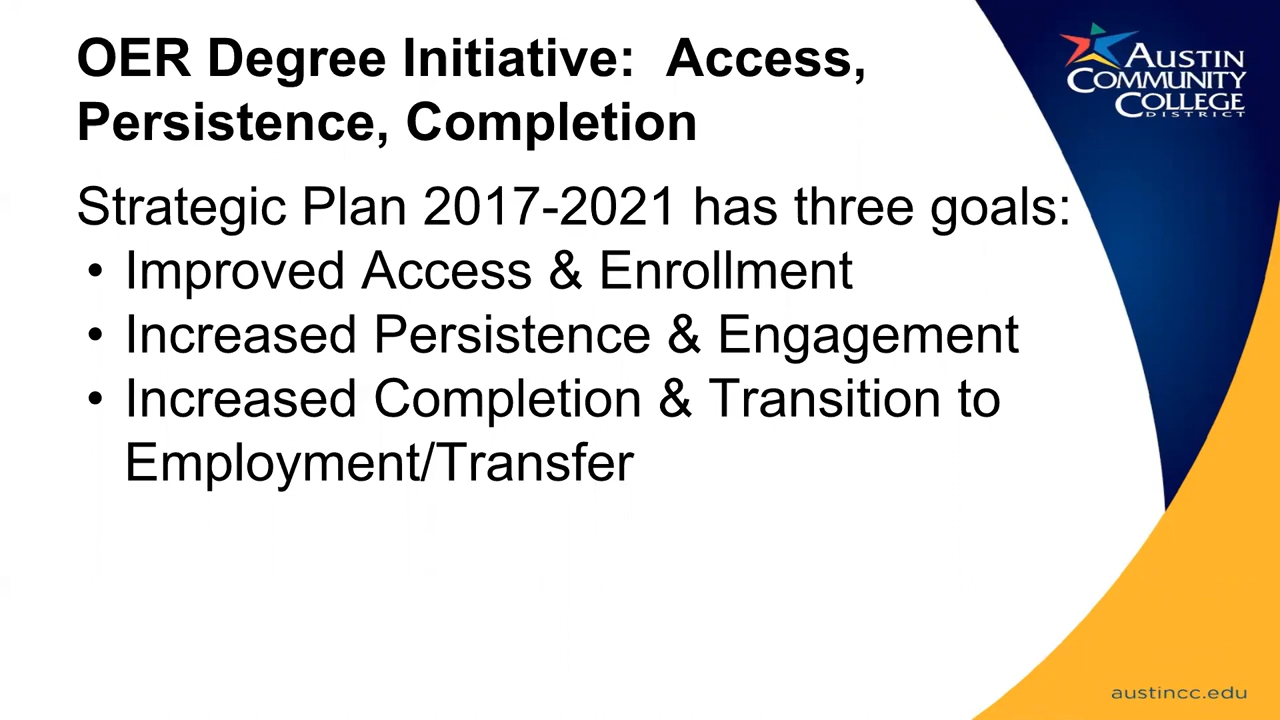 OER Degree Initiative:  Access,
Persistence, Completion
Strategic Plan 2017-2021 has three goals:
• Improved Access & Enrollment
• Increased Persistence & Engagement
• Increased Completion & Transition to
Employment/Transfer
AUSTIN
COMMUNITY
COLLEGE
DISTRICT
austincc.edu